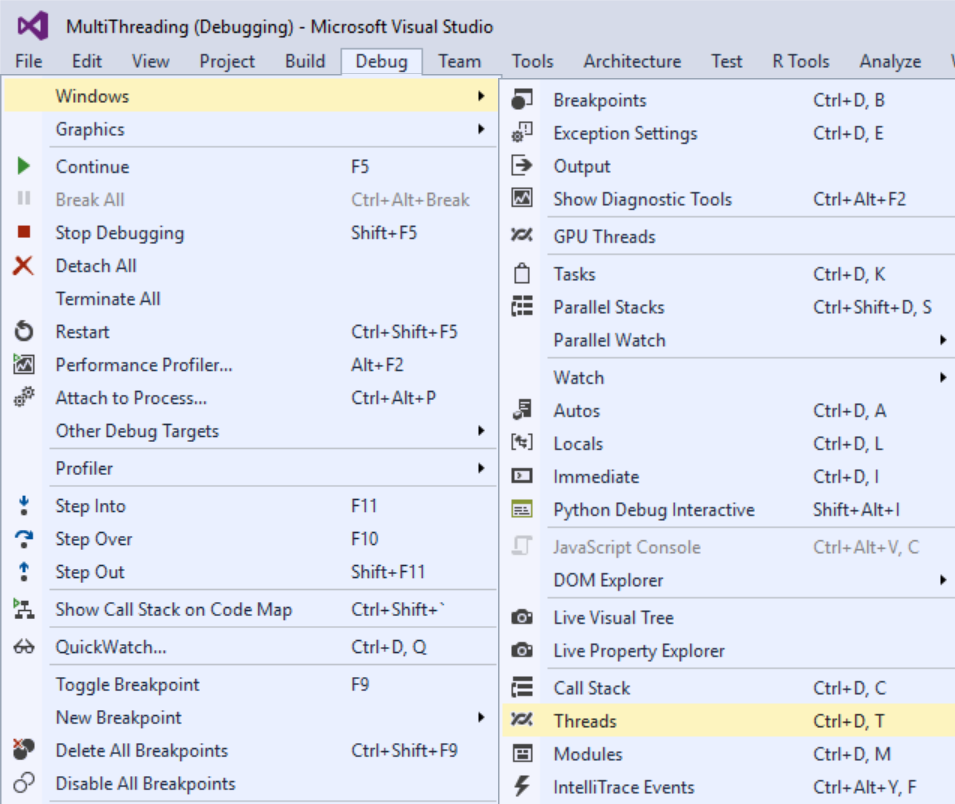 MultiThreading (Debugging) - Microsoft Visual Studio
File Edit View Project Build Debug Team Tools Architecture Test R Tools Analyze
Windows
Graphics
Continue F5
Break All Ctrl+Alt+Break
Stop Debugging Shift+F5
Detach All
Terminate All
Restart Ctrl+Shift+F5
Performance Profiler... Alt+F2
Attach to Process... Ctrl+Alt+P
Other Debug Targets
Profiler
Step Into F11
Step Over F10
Step Out Shift+F11
Show Call Stack on Code Map Ctrl+Shift+`
QuickWatch... Ctrl+D, Q
Toggle Breakpoint F9
New Breakpoint
Delete All Breakpoints Ctrl+Shift+F9
Disable All Breakpoints
Breakpoints Ctrl+D, B
Exception Settings Ctrl+D, E
Output
Show Diagnostic Tools Ctrl+Alt+F2
GPU Threads
Tasks Ctrl+D, K
Parallel Stacks Ctrl+Shift+D, S
Parallel Watch
Watch
Autos Ctrl+D, A
Locals Ctrl+D, L
Immediate Ctrl+D, I
Python Debug Interactive Shift+Alt+I
JavaScript Console Ctrl+Alt+V, C
DOM Explorer
Live Visual Tree
Live Property Explorer
Call Stack Ctrl+D, C
Threads Ctrl+D, T
Modules Ctrl+D, M
IntelliTrace Events Ctrl+Alt+Y, F